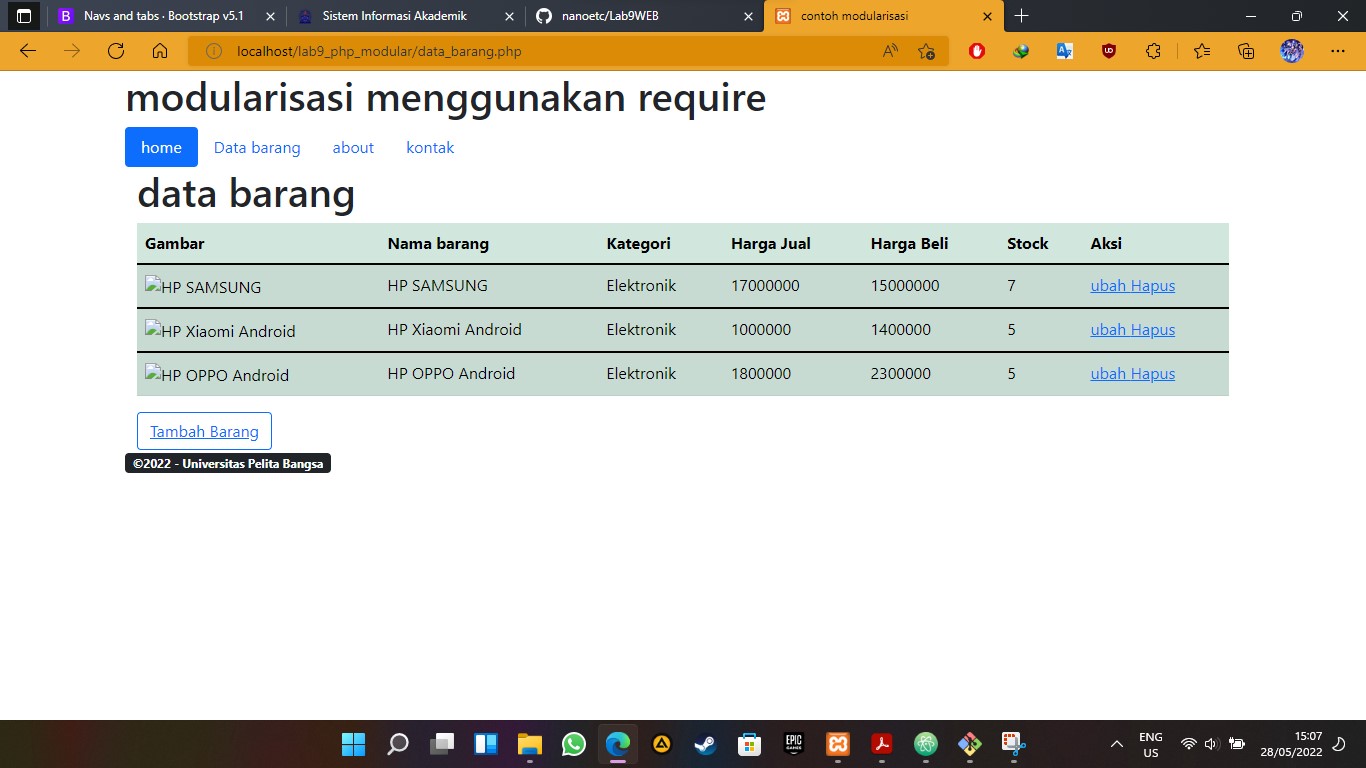 Navs and tabs · Bootstrap v5.1
Sistem Informasi Akademik
nanoetc/Lab9WEB
contoh modularisasi
localhost/lab9_php_modular/data_barang.php
modularisasi menggunakan require
home Data barang about kontak
data barang
Gambar Nama barang Kategori Harga Jual Harga Beli Stock Aksi
HP SAMSUNG HP SAMSUNG Elektronik 17000000 15000000 7 ubah Hapus
HP Xiaomi Android HP Xiaomi Android Elektronik 1000000 1400000 5 ubah Hapus
HP OPPO Android HP OPPO Android Elektronik 1800000 2300000 5 ubah Hapus
Tambah Barang
©2022 - Universitas Pelita Bangsa
EPIC
GAMES
ENG
US
15:07
28/05/2022